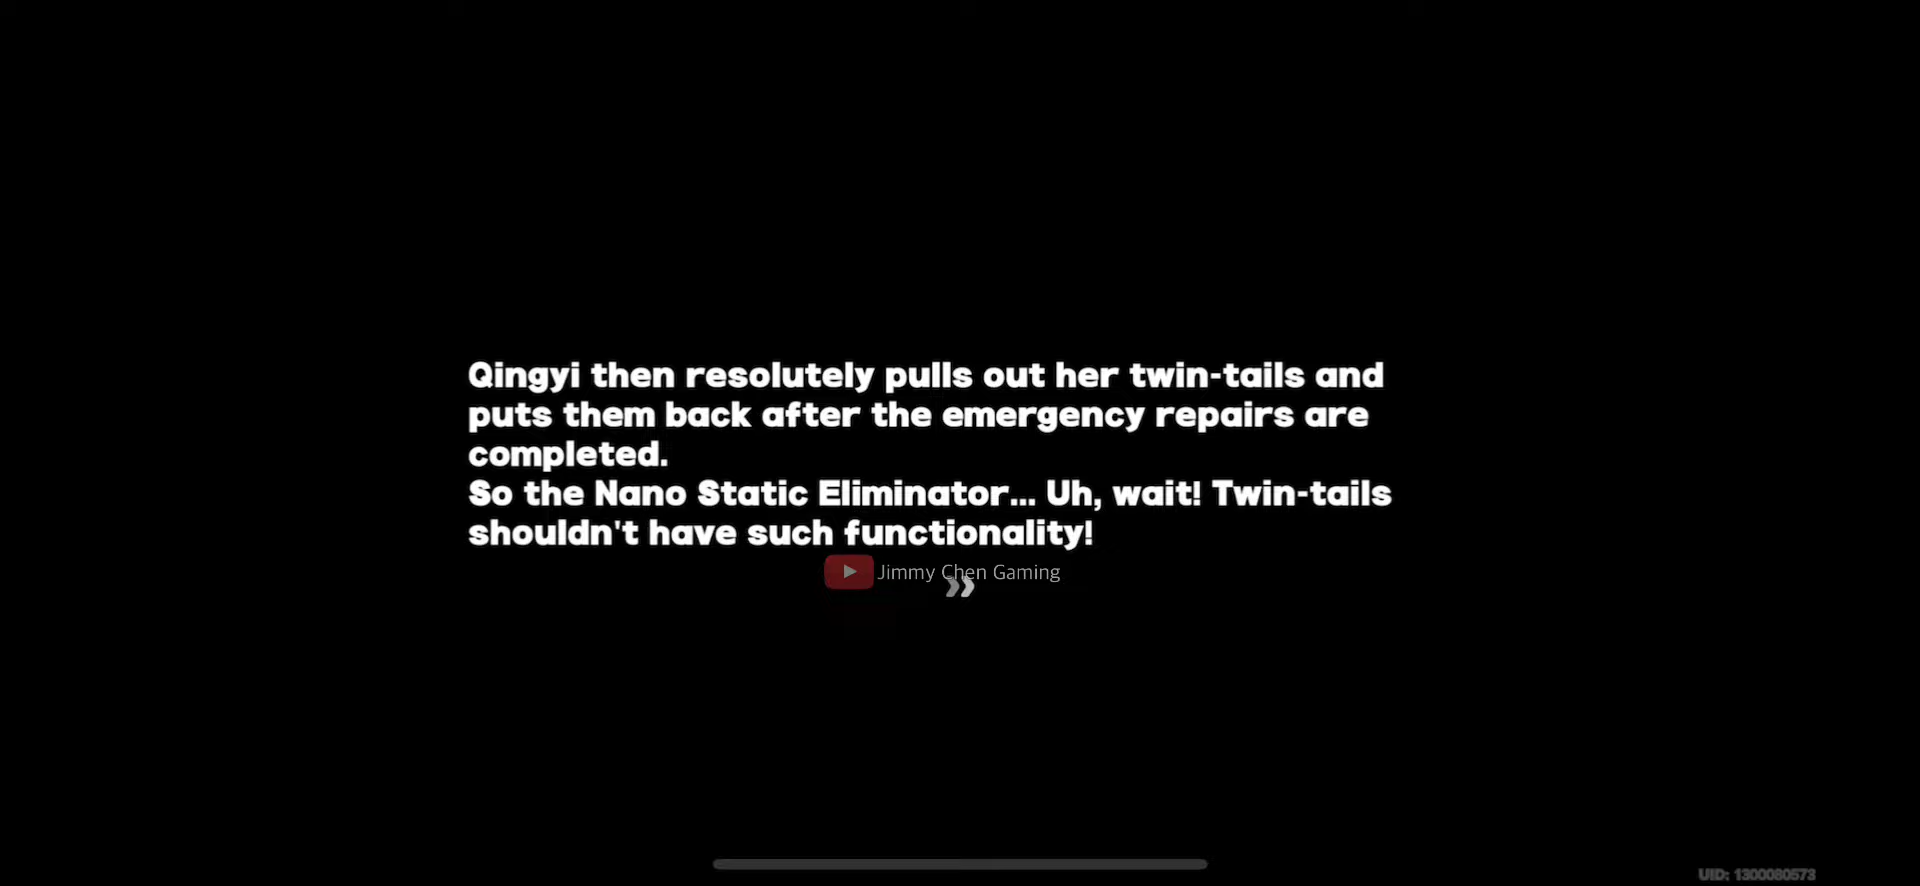 Qingyi then resolutely pulls out her twin-tails and
puts them back after the emergency repairs are
completed.
So the Nano Static Eliminator... Uh, wait! Twin-tails
shouldn't have such functionality!
Jimmy Chen Gaming
UID: 1300080573